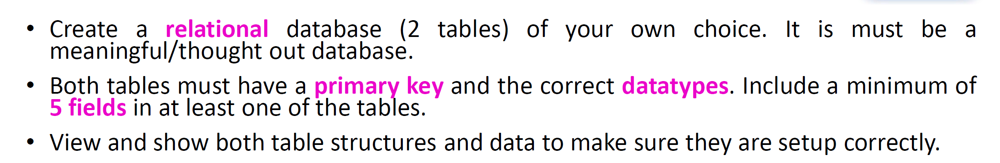 • Create a relational database (2 tables) of your own choice. It is must be a
meaningful/thought out database.
• Both tables must have a primary key and the correct datatypes. Include a minimum of
5 fields in at least one of the tables.
• View and show both table structures and data to make sure they are setup correctly.